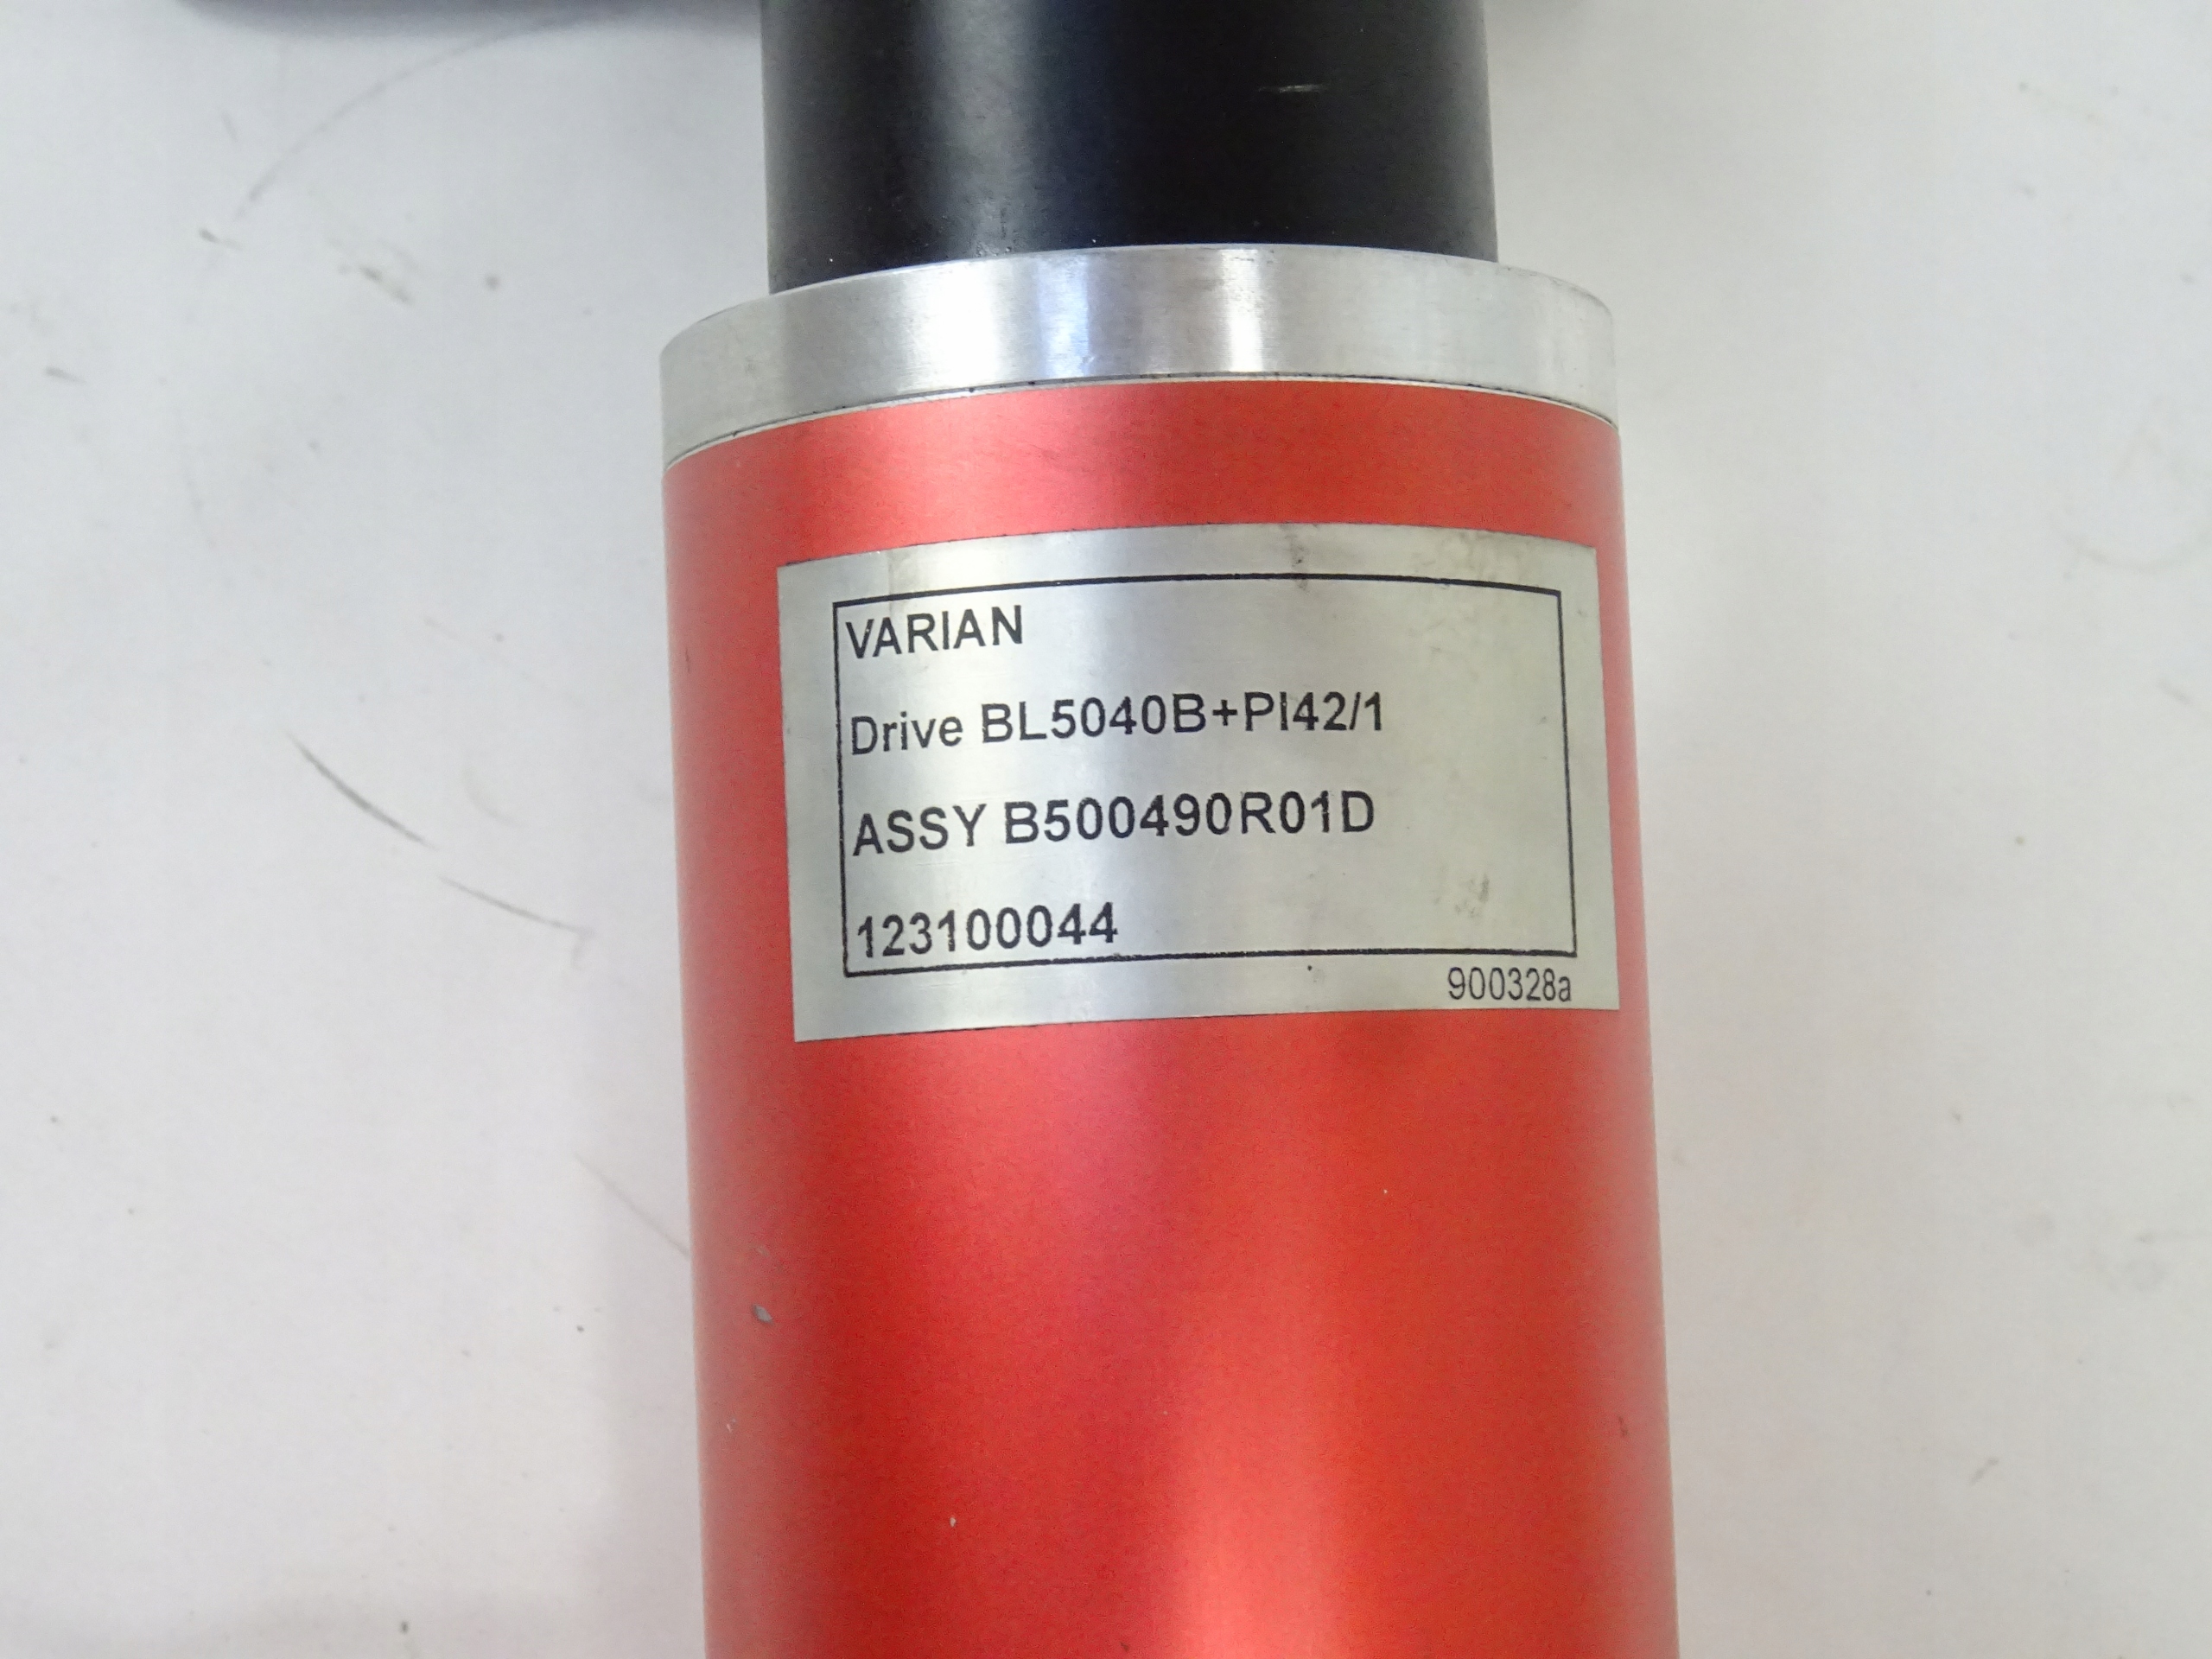 VARIAN
Drive BL5040B+PI42/1
ASSY B500490R01D
123100044
900328a